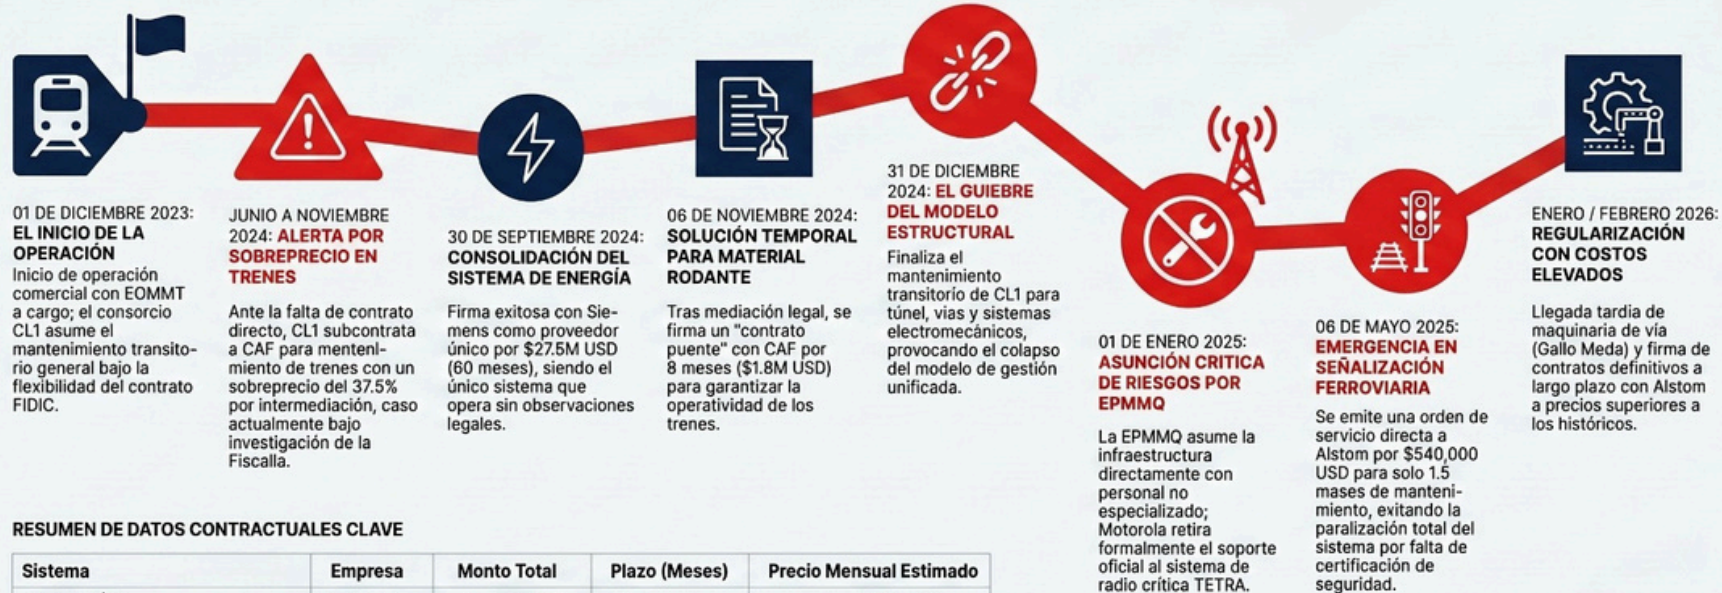 01 DE DICIEMBRE 2023:
EL INICIO DE LA
OPERACIÓN
Inicio de operación
comercial con EOMMT
a cargo; el consorcio
CL1 asume el
mantenimiento transito-
rio general bajo la
flexibilidad del contrato
FIDIC.
JUNIO A NOVIEMBRE
2024: ALERTA POR
SOBREPRECIO EN
TRENES
Ante la falta de contrato
directo, CL1 subcontrata
a CAF para menteni-
miento de trenes con un
sobreprecio del 37.5%
por intermediación, caso
actualmente bajo
investigación de la
Fiscalla.
30 DE SEPTIEMBRE 2024:
CONSOLIDACIÓN DEL
SISTEMA DE ENERGÍA
Firma exitosa con Sie-
mens como proveedor
único por $27.5M USD
(60 meses), siendo el
único sistema que
opera sin observaciones
legales.
06 DE NOVIEMBRE 2024:
SOLUCIÓN TEMPORAL
PARA MATERIAL
RODANTE
Tras mediación legal, se
firma un "contrato
puente" con CAF por
8 meses ($1.8M USD)
para garantizar la
operatividad de los
trenes.
31 DE DICIEMBRE
2024: EL GUIEBRE
DEL MODELO
ESTRUCTURAL
Finaliza el
mantenimiento
transitorío de CL1 para
túnel, vias y sistemas
electromecánicos,
provocando el colapso
del modelo de gestión
unificada.
01 DE ENERO 2025:
ASUNCIÓN CRITICA
DE RIESGOS POR
EPMMQ
La EPMMQ asume la
infraestructura
directamente con
personal no
especializado;
Motorola retira
formalmente el soporte
oficial al sistema de
radio crítica TETRA.
06 DE MAYO 2025:
EMERGENCIA EN
SEÑALIZACIÓN
FERROVIARIA
Se emite una orden de
servicio directa a
Alstom por $540,000
USD para solo 1.5
mases de manteni-
miento, exitando la
paralización total del
sistema por falta de
certificación de
seguridad.
ENERO / FEBRERO 2026:
REGULARIZACIÓN
CON COSTOS
ELEVADOS
Llegada tardia de
maquinaria de vía
(Gallo Meda) y firma de
contratos definitivos a
largo plazo con Alstom
a precios superiores a
los históricos.
RESUMEN DE DATOS CONTRACTUALES CLAVE
Sistema Empresa Monto Total Plazo (Meses) Precio Mensual Estimado